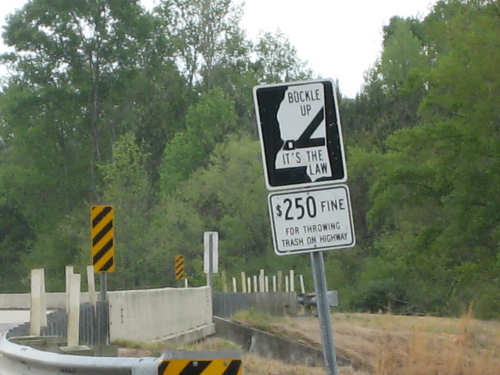 BUCKLE
UP
IT'S THE
LAW
$250 FINE
FOR THROWING
TRASH ON HIGHWAY